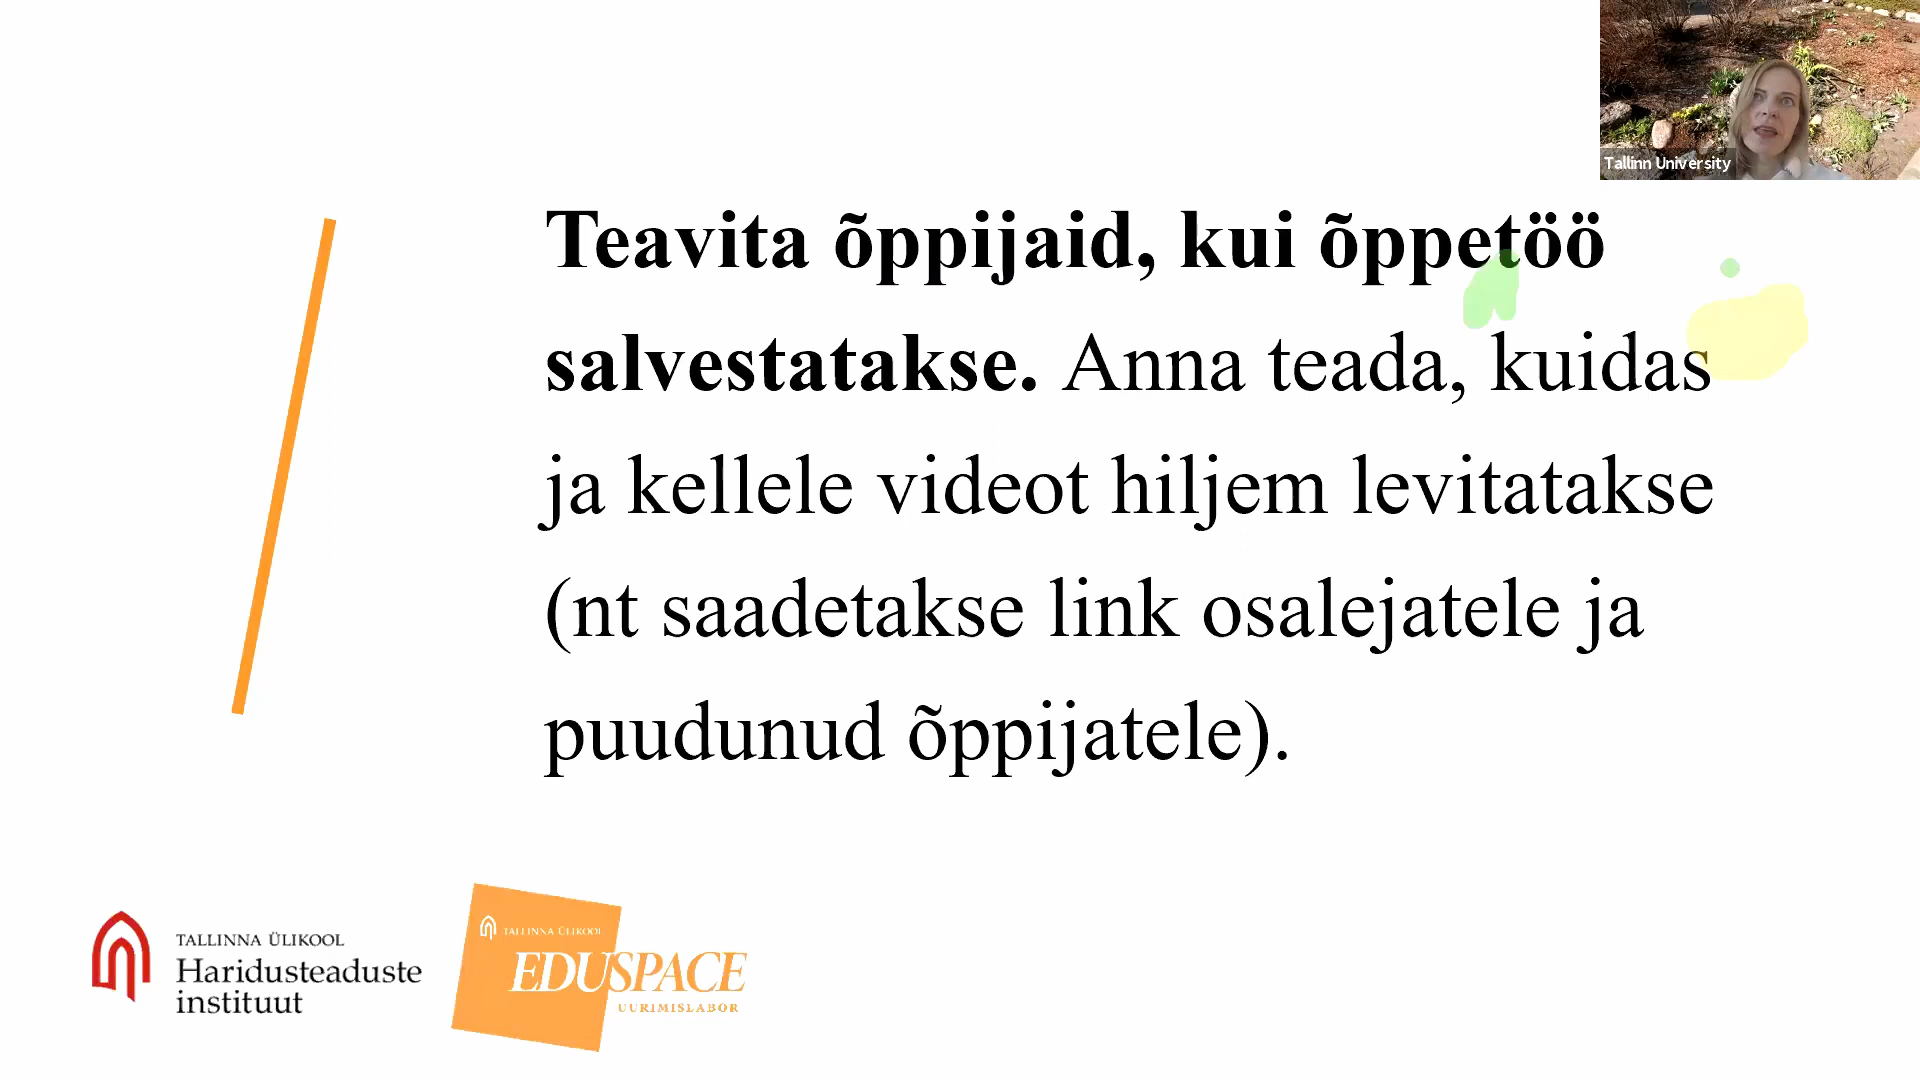 Tallinn University
Teavita õppijaid, kui õppetöö
salvestatakse. Anna teada, kuidas
ja kellele videot hiljem levitatakse
(nt saadetakse link osalejatele ja
puudunud õppijatele).
TALLINNA ÜLIKOOL
Haridusteaduste
instituut
TALLINNA ÜLIKOOL
EDUSPACE
UURIMISLABOR